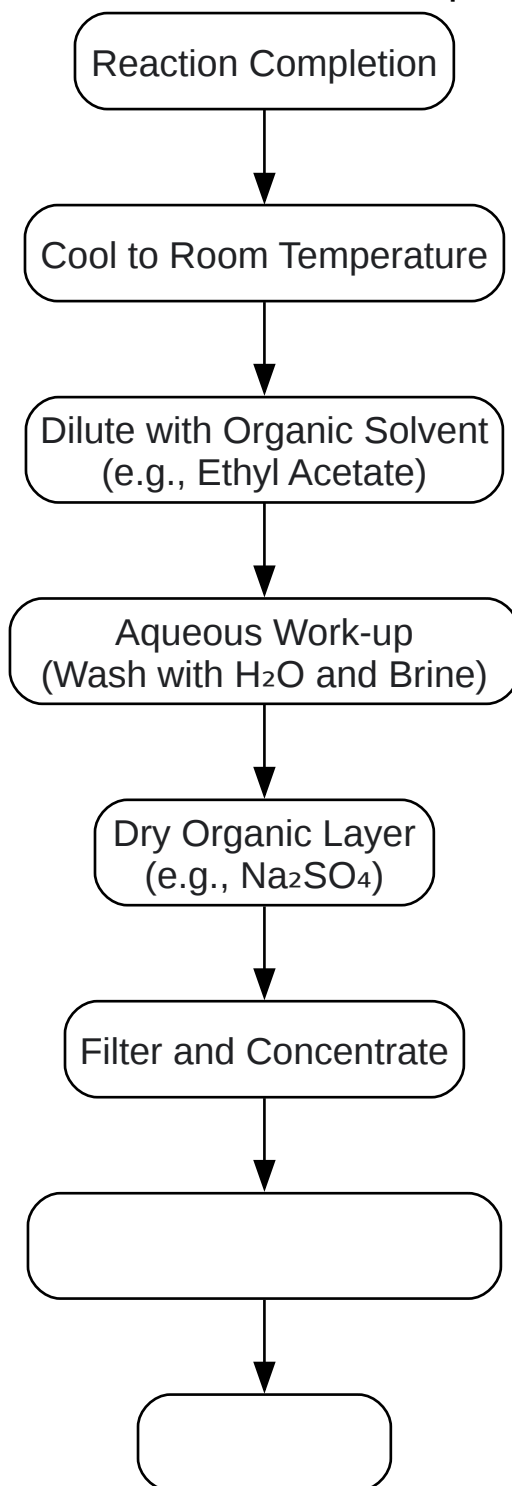 Reaction Completion
Cool to Room Temperature
Dilute with Organic Solvent
(e.g., Ethyl Acetate)
Aqueous Work-up
(Wash with H₂O and Brine)
Dry Organic Layer
(e.g., Na₂SO₄)
Filter and Concentrate